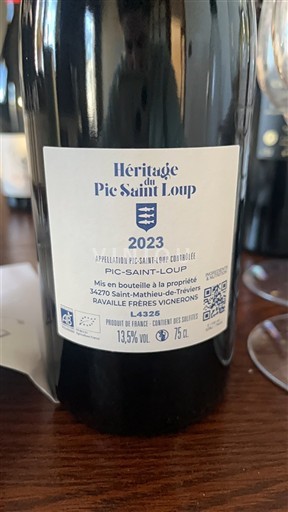 Héritage
du
Pic Saint Loup
2023
APPELLATION PIC-SAINT-LOUP CONTRÔLÉE
PIC-SAINT-LOUP
Mis en bouteille à la propriété
34270 Saint-Mathieu-de-Tréviers
RAVAILLE FRÈRES VIGNERONS
L4325
PRODUIT DE FRANCE - CONTIENT DES SULFITES
13,5% VOL. 75 CL